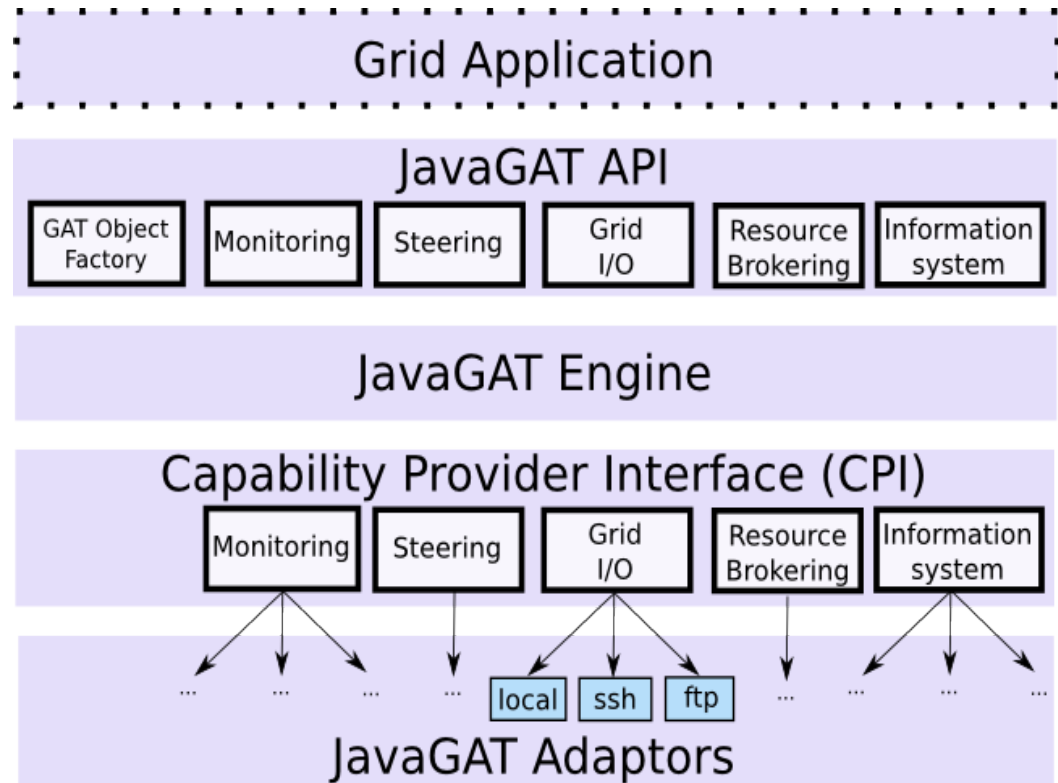 Grid Application
JavaGAT API
GAT Object
Factory
Monitoring
Steering
Grid
I/O
Resource
Brokering
Information
system
JavaGAT Engine
Capability Provider Interface (CPI)
Monitoring
Steering
Grid
I/O
Resource
Brokering
Information
system
... ... ... ... local ssh ftp ... ... ... ...
JavaGAT Adaptors